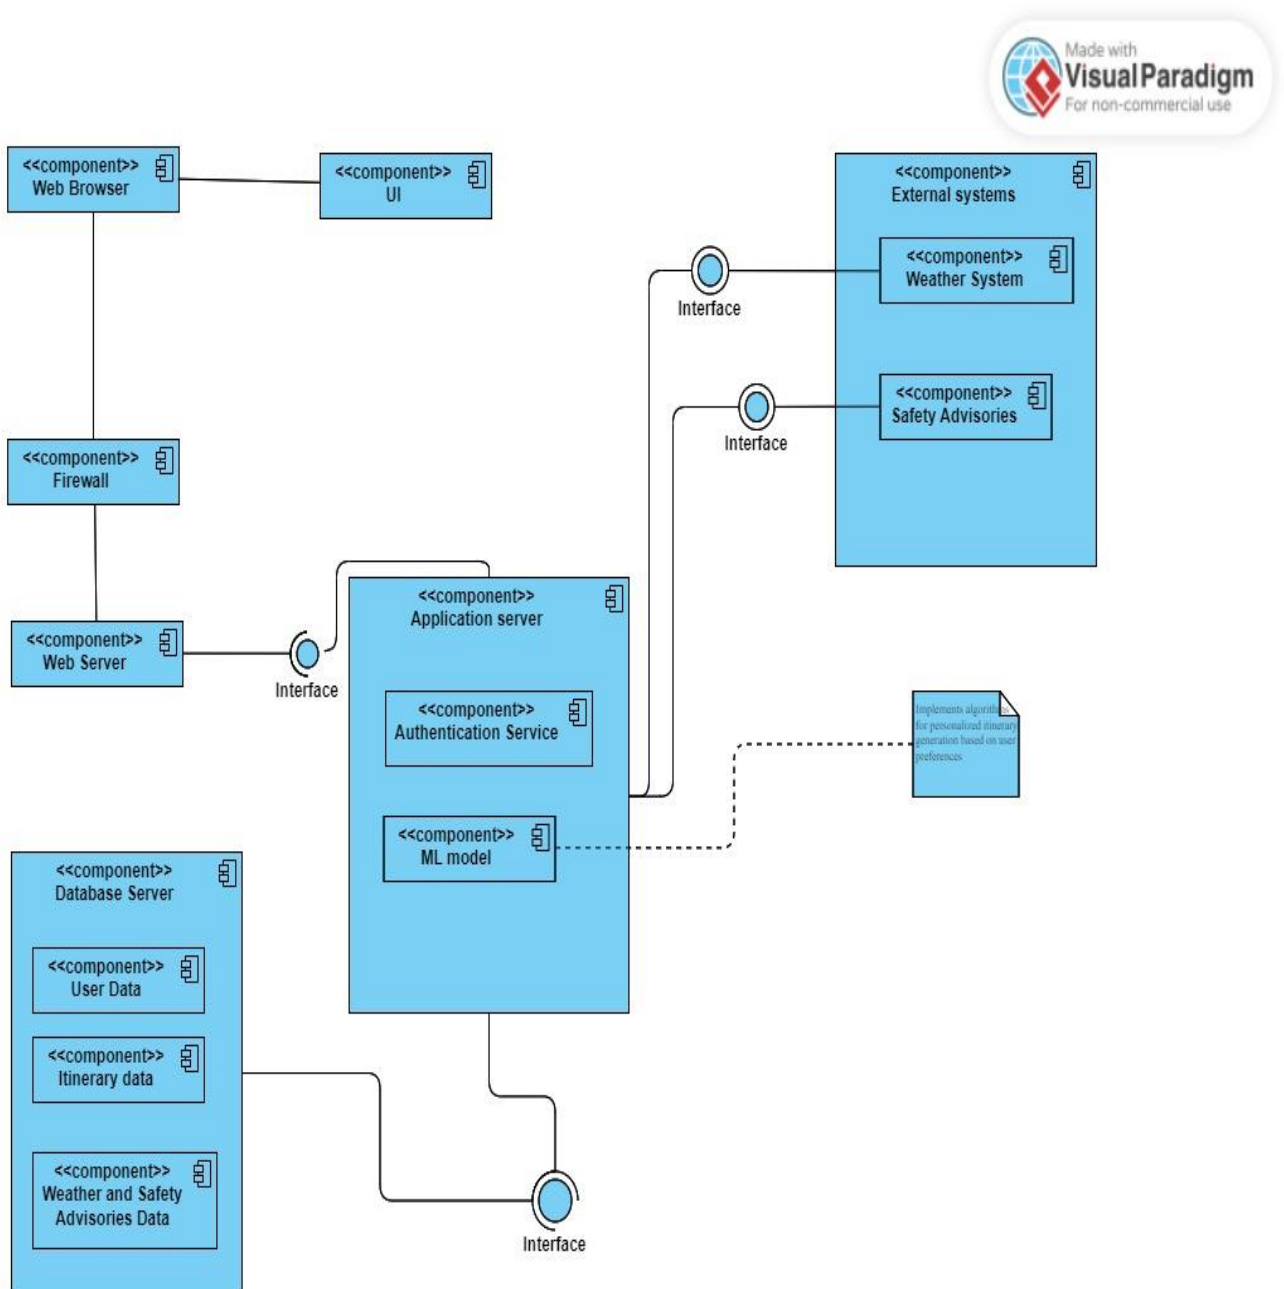 Made with
Visual Paradigm
For non-commercial use
<<component>>
Web Browser
<<component>>
UI
<<component>>
External systems
<<component>>
Weather System
Interface
<<component>>
Safety Advisories
Interface
<<component>>
Firewall
<<component>>
Application server
<<component>>
Web Server
Interface
<<component>>
Authentication Service
Implements algorithms
for personalized itinerary
generation based on user
preferences
<<component>>
ML model
<<component>>
Database Server
<<component>>
User Data
<<component>>
Itinerary data
<<component>>
Weather and Safety
Advisories Data
Interface